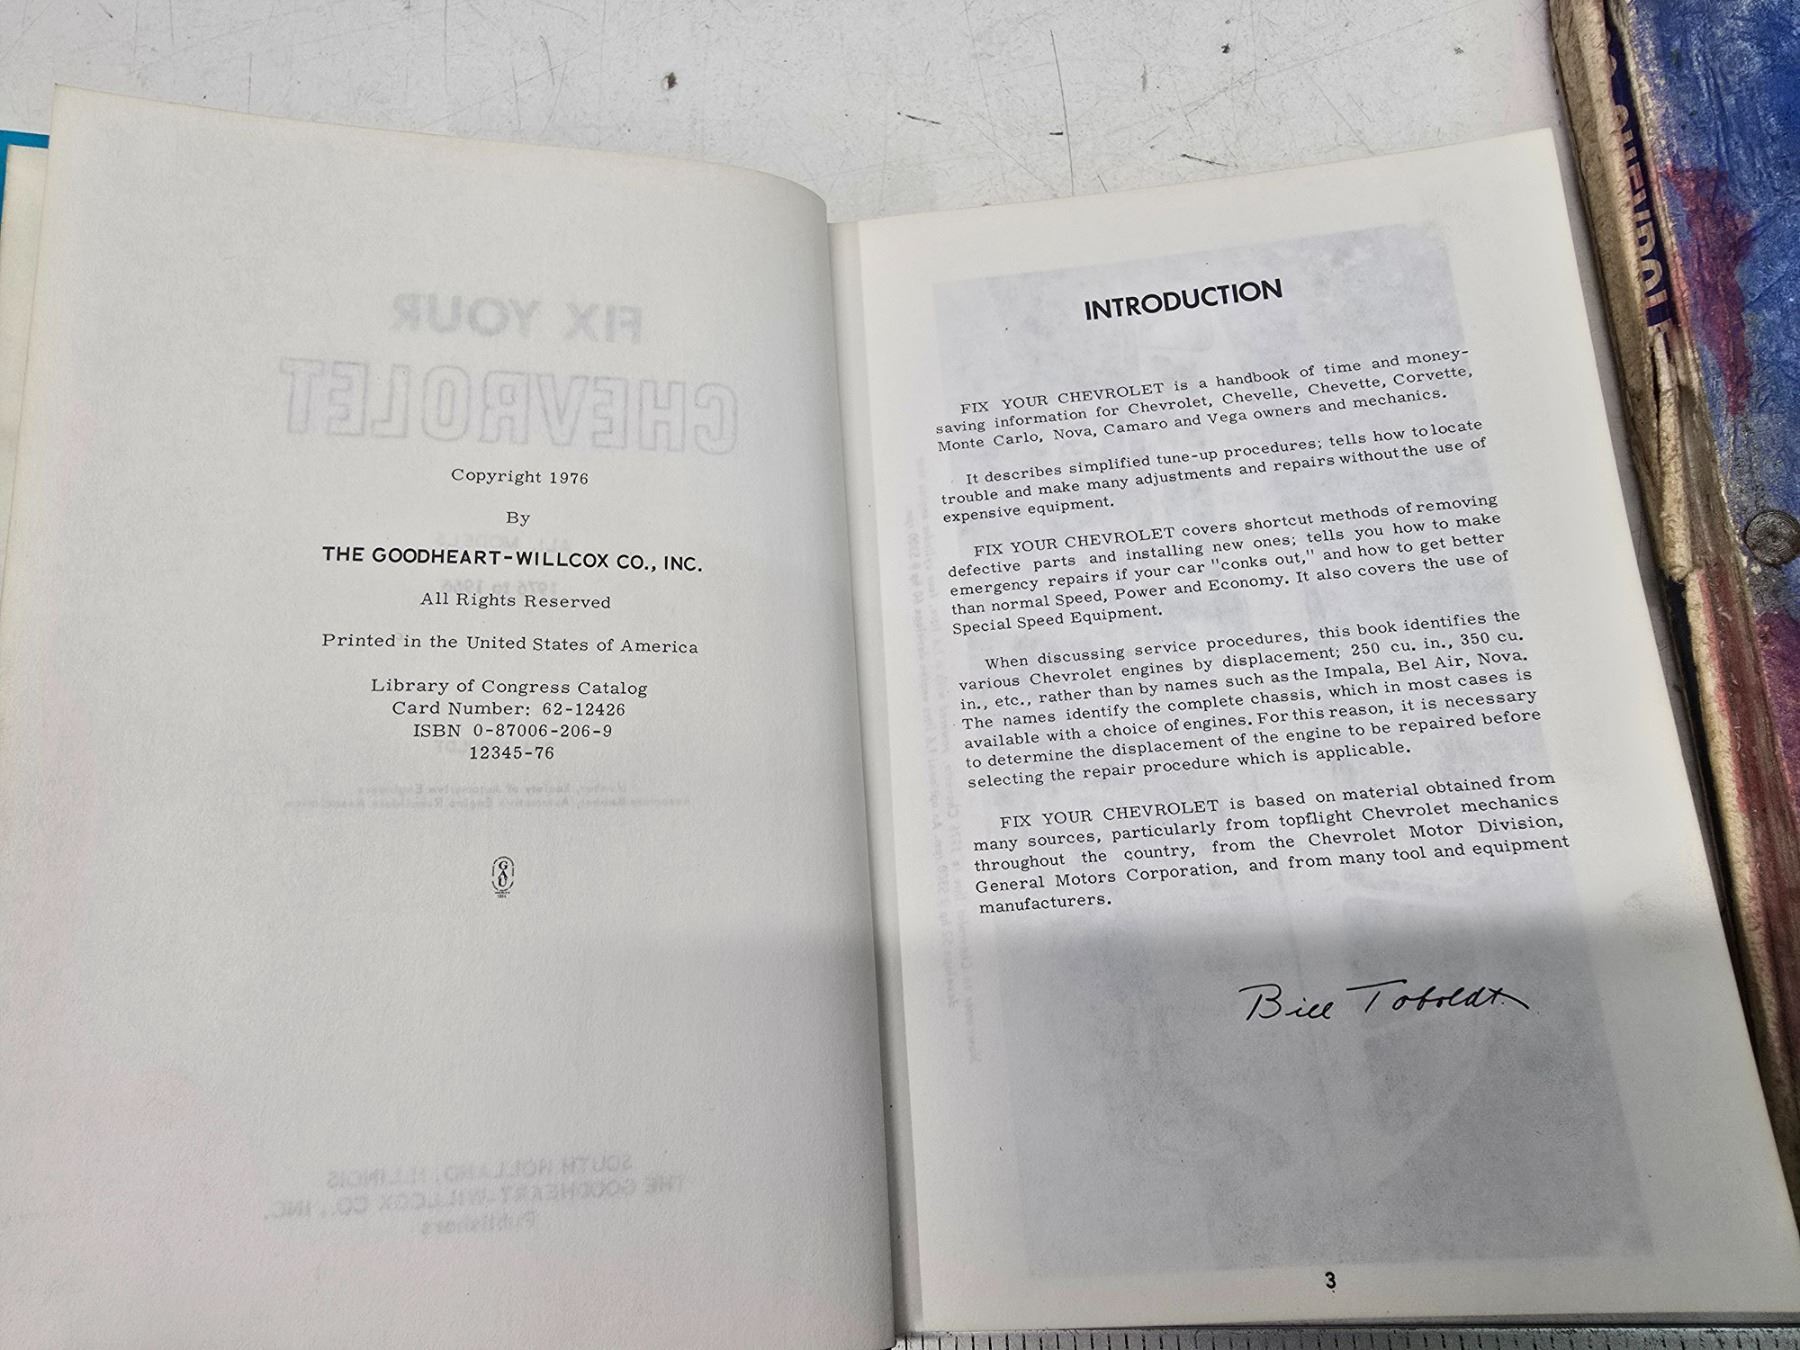 FIX YOUR
CHEVROLET
Copyright 1976
By
THE GOODHEART-WILLCOX CO., INC.
All Rights Reserved
Printed in the United States of America
Library of Congress Catalog
Card Number: 62-12426
ISBN 0-87006-206-9
12345-76
SOUTH HOLLAND, ILLINOIS
THE GOODHEART-WILLCOX CO., INC.
Publishers
INTRODUCTION
FIX YOUR CHEVROLET is a handbook of time and money-
saving information for Chevrolet, Chevelle, Chevette, Corvette,
Monte Carlo, Nova, Camaro and Vega owners and mechanics.
It describes simplified tune-up procedures; tells how to locate
trouble and make many adjustments and repairs without the use of
expensive equipment.
FIX YOUR CHEVROLET covers shortcut methods of removing
defective parts and installing new ones; tells you how to make
emergency repairs if your car "conks out," and how to get better
than normal Speed, Power and Economy. It also covers the use of
Special Speed Equipment.
When discussing service procedures, this book identifies the
various Chevrolet engines by displacement; 250 cu. in., 350 cu.
in., etc., rather than by names such as the Impala, Bel Air, Nova.
The names identify the complete chassis, which in most cases is
available with a choice of engines. For this reason, it is necessary
to determine the displacement of the engine to be repaired before
selecting the repair procedure which is applicable.
FIX YOUR CHEVROLET is based on material obtained from
many sources, particularly from topflight Chevrolet mechanics
throughout the country, from the Chevrolet Motor Division,
General Motors Corporation, and from many tool and equipment
manufacturers.
Bill Toboldt
3